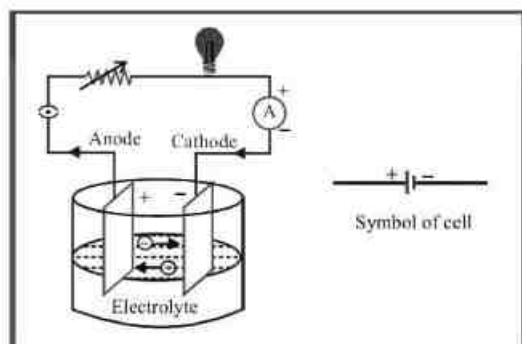 +
A
−
Anode Cathode
+ −
−
+
Electrolyte
+ −
Symbol of cell